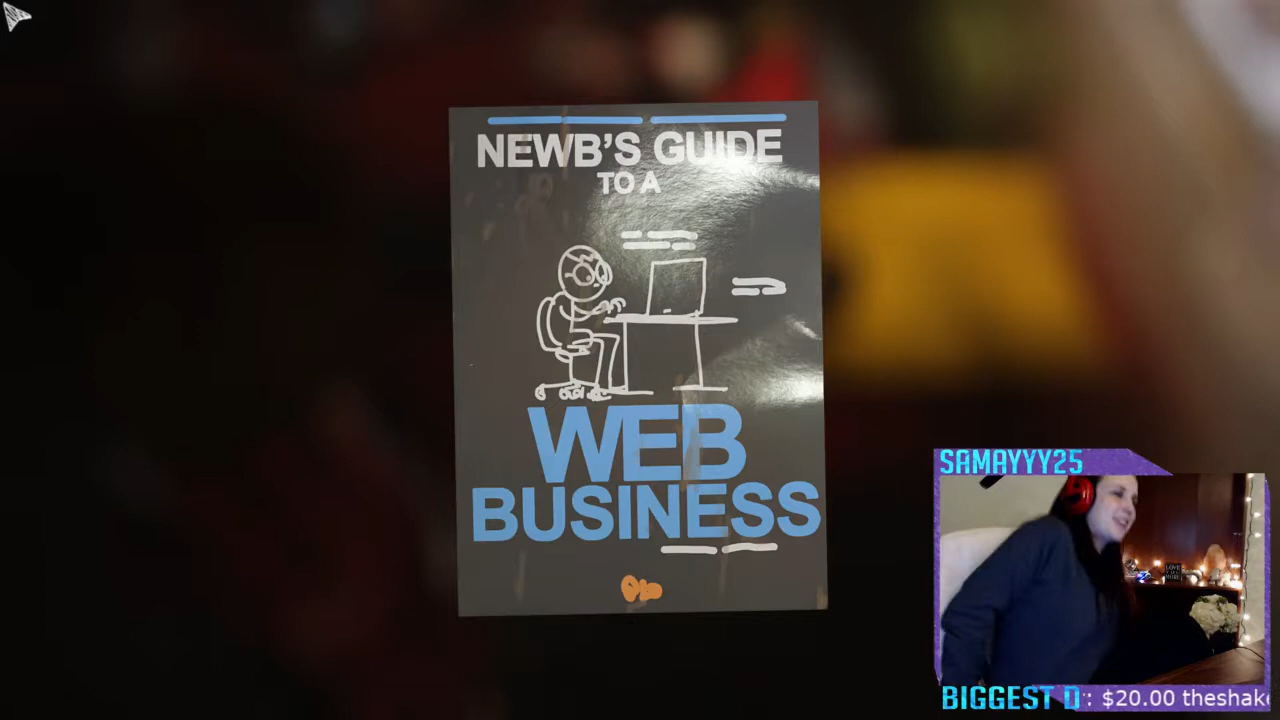 NEWB'S GUIDE
TO A
WEB
BUSINESS
SAMAYYY25
BIGGEST D : $20.00 theshak